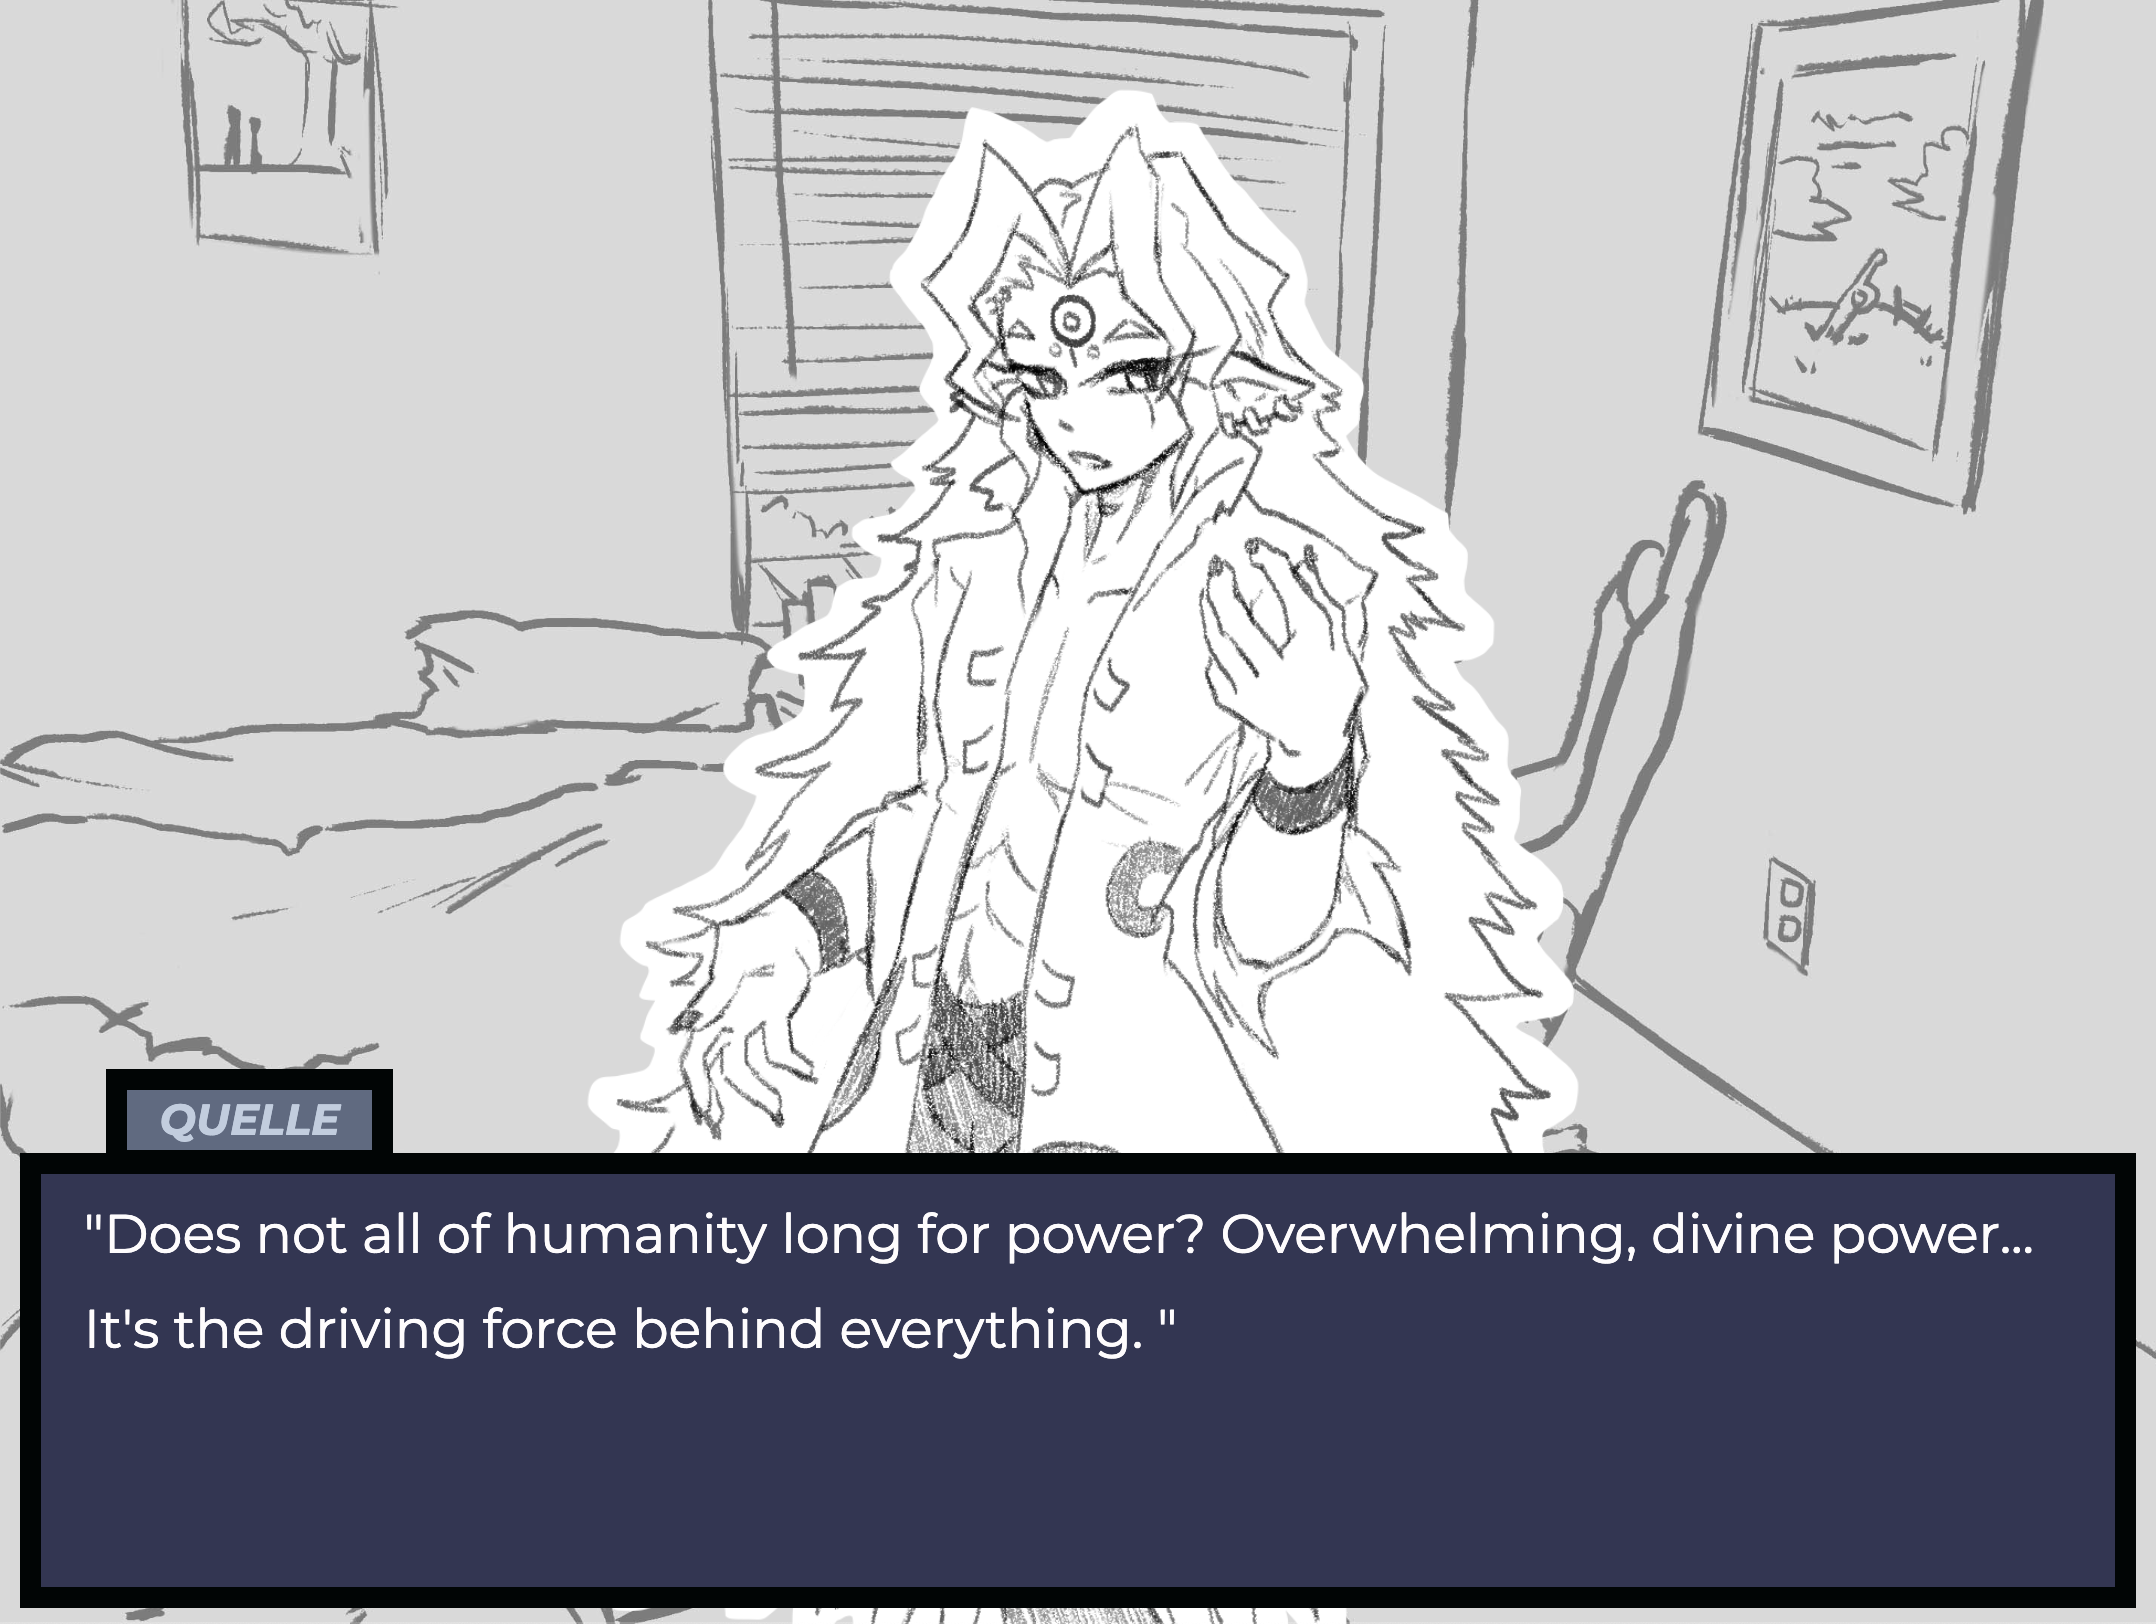 QUELLE
"Does not all of humanity long for power? Overwhelming, divine power...
It's the driving force behind everything. "